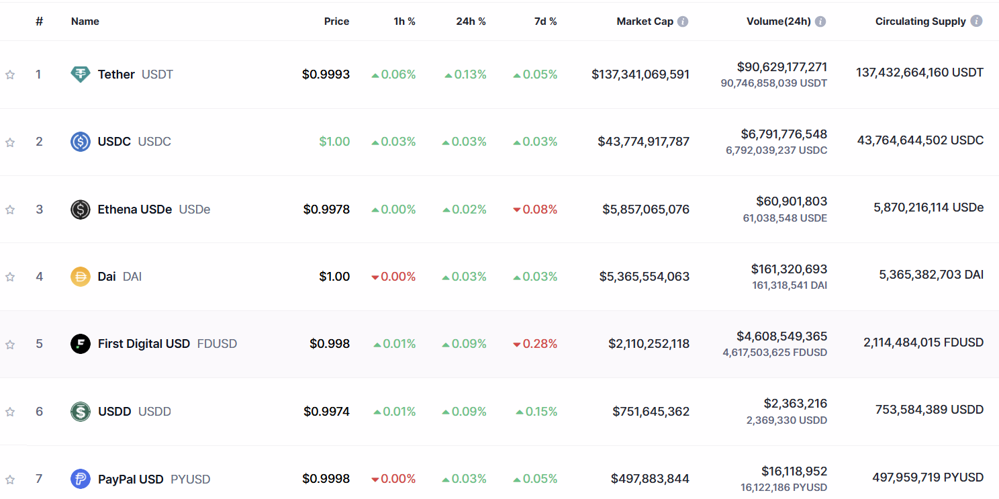 # Name Price 1h % 24h % 7d % Market Cap Volume(24h) Circulating Supply
1 Tether USDT $0.9993 0.06% 0.13% 0.05% $137,341,069,591 $90,629,177,271 137,432,664,160 USDT
90,746,858,039 USDT
2 USDC USDC $1.00 0.03% 0.03% 0.03% $43,774,917,787 $6,791,776,548 43,764,644,502 USDC
6,792,039,237 USDC
3 Ethena USDe USDe $0.9978 0.00% 0.02% 0.08% $5,857,065,076 $60,901,803 5,870,216,114 USDe
61,038,548 USDE
4 Dai DAI $1.00 0.00% 0.03% 0.03% $5,365,554,063 $161,320,693 5,365,382,703 DAI
161,318,541 DAI
5 First Digital USD FDUSD $0.998 0.01% 0.09% 0.28% $2,110,252,118 $4,608,549,365 2,114,484,015 FDUSD
4,617,503,625 FDUSD
6 USDD USDD $0.9974 0.01% 0.09% 0.15% $751,645,362 $2,363,216 753,584,389 USDD
2,369,330 USDD
7 PayPal USD PYUSD $0.9998 0.00% 0.03% 0.05% $497,883,844 $16,118,952 497,959,719 PYUSD
16,122,186 PYUSD